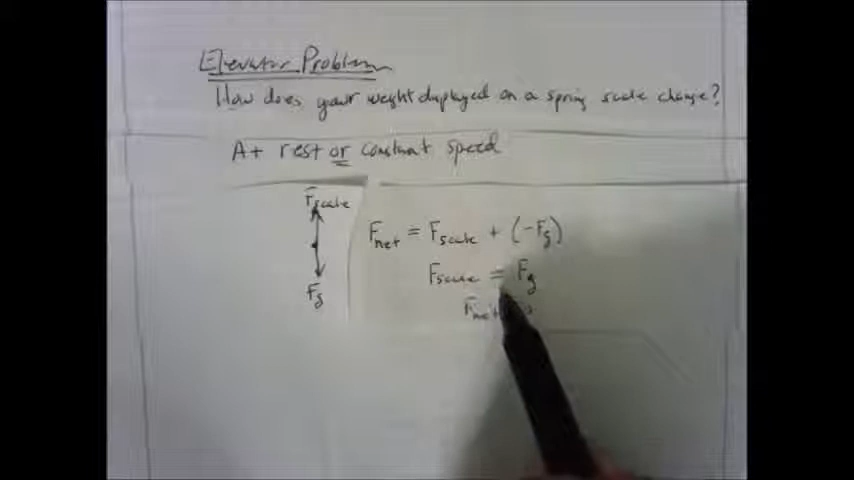 Elevator Problem
How does your weight displayed on a spring scale change?
At rest or constant speed
Fscale
Fnet = Fscale + (-Fg)
Fscale = Fg
Fg
Fnet